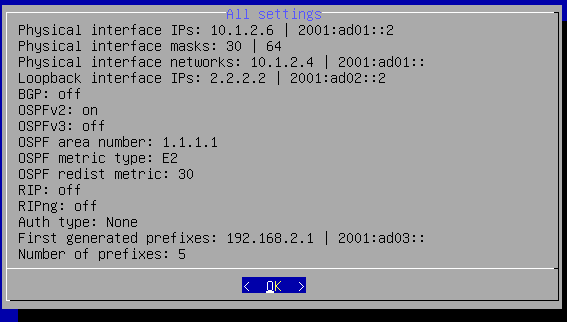 All settings
Physical interface IPs: 10.1.2.6 | 2001:ad01::2
Physical interface masks: 30 | 64
Physical interface networks: 10.1.2.4 | 2001:ad01::
Loopback interface IPs: 2.2.2.2 | 2001:ad02::2
BGP: off
OSPFv2: on
OSPFv3: off
OSPF area number: 1.1.1.1
OSPF metric type: E2
OSPF redist metric: 30
RIP: off
RIPng: off
Auth type: None
First generated prefixes: 192.168.2.1 | 2001:ad03::
Number of prefixes: 5
< OK >